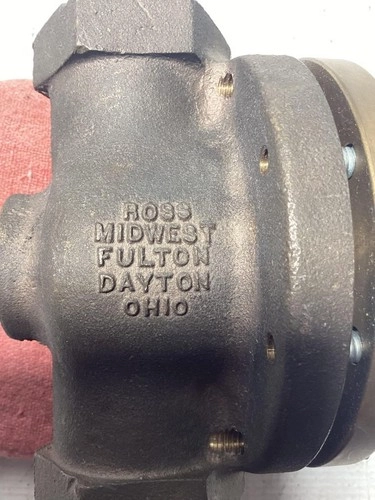 ROSS
MIDWEST
FULTON
DAYTON
OHIO